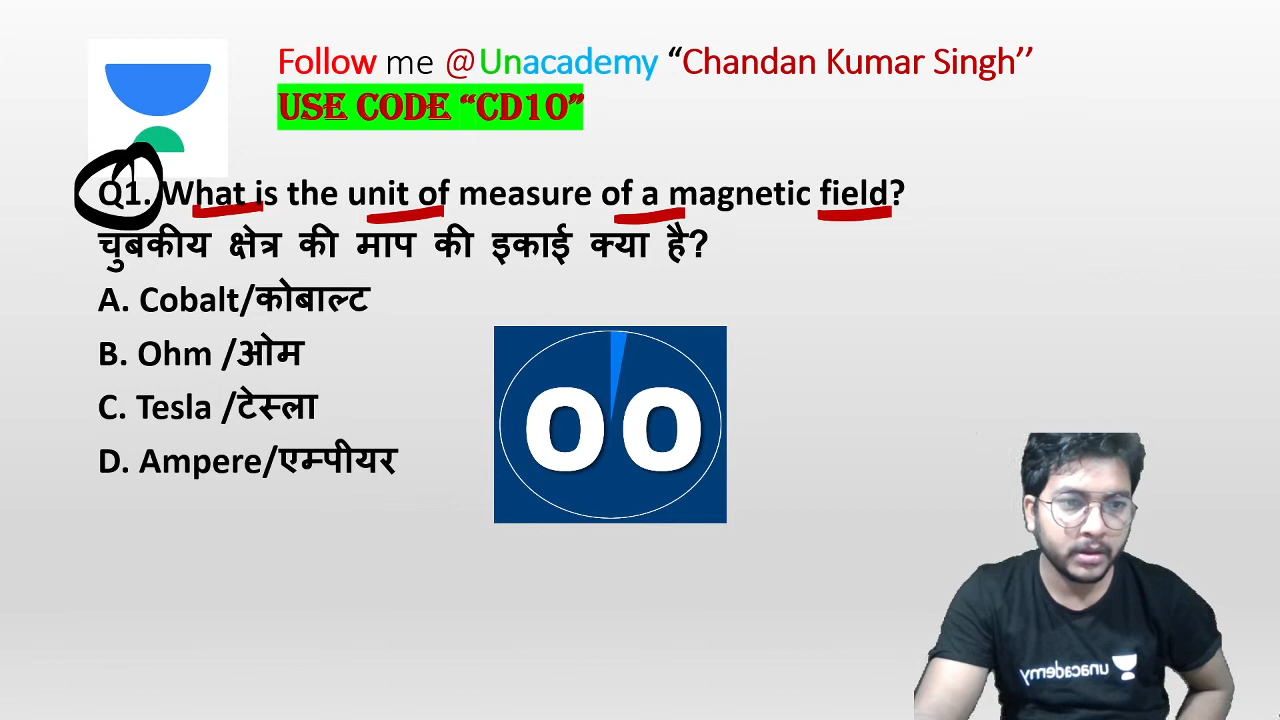 Follow me @Unacademy “Chandan Kumar Singh’’
USE CODE “CD10”
Q1. What is the unit of measure of a magnetic field?
चुबकीय क्षेत्र की माप की इकाई क्या है?
A. Cobalt/कोबाल्ट
B. Ohm /ओम
C. Tesla /टेस्ला
D. Ampere/एम्पीयर
00
unacademy